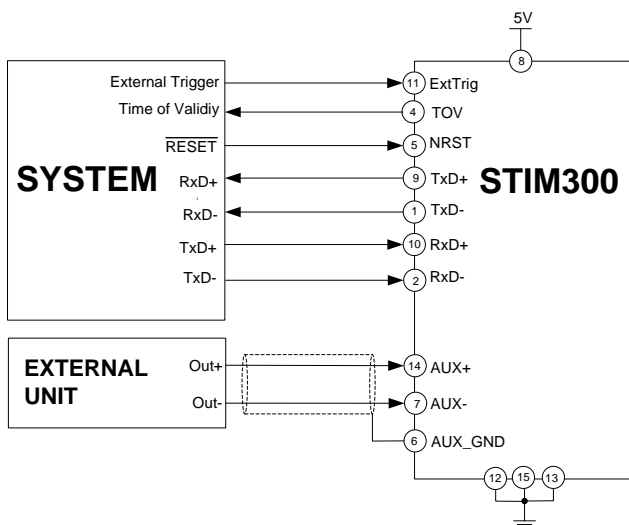 5V
8
External Trigger
11
ExtTrig
Time of Validiy
4
TOV
RESET
5
NRST
SYSTEM
RxD+
9
TxD+
STIM300
RxD-
1
TxD-
TxD+
10
RxD+
TxD-
2
RxD-
EXTERNAL
UNIT
Out+
14
AUX+
Out-
7
AUX-
6
AUX_GND
12
15
13